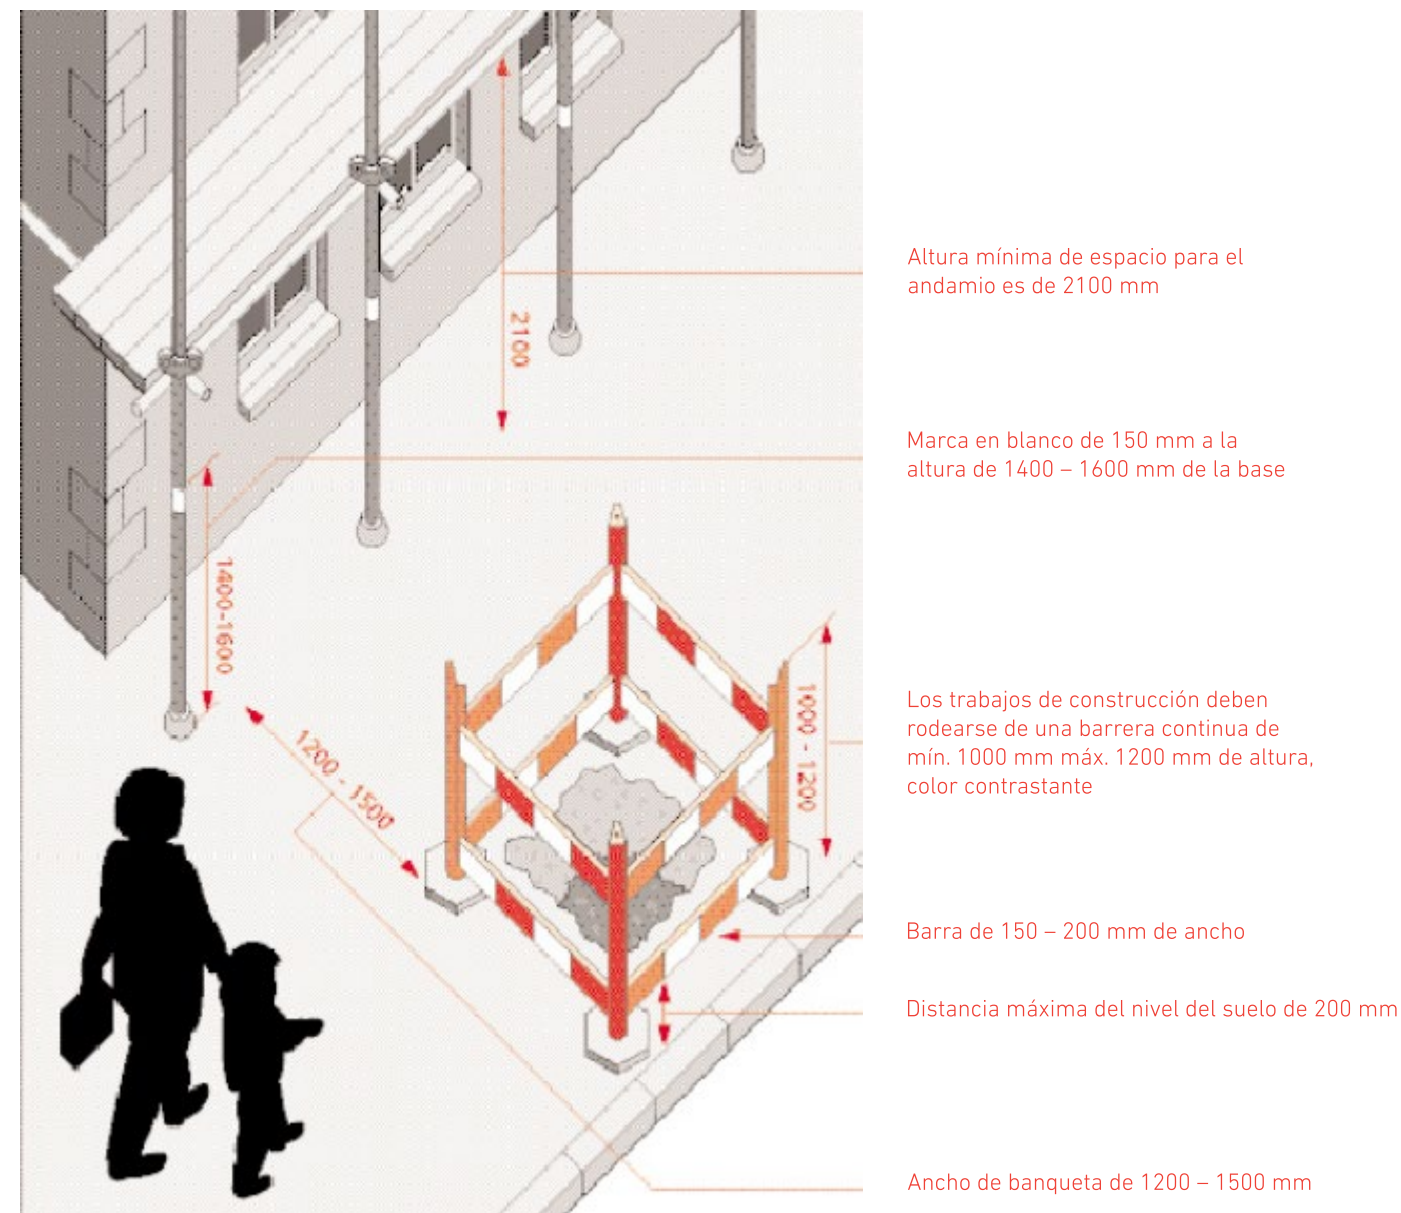 Altura mínima de espacio para el
andamio es de 2100 mm
2100
Marca en blanco de 150 mm a la
altura de 1400 – 1600 mm de la base
1400-1600
Los trabajos de construcción deben
rodearse de una barrera continua de
mín. 1000 mm máx. 1200 mm de altura,
color contrastante
1000 - 1200
1200 - 1500
Barra de 150 – 200 mm de ancho
Distancia máxima del nivel del suelo de 200 mm
Ancho de banqueta de 1200 – 1500 mm